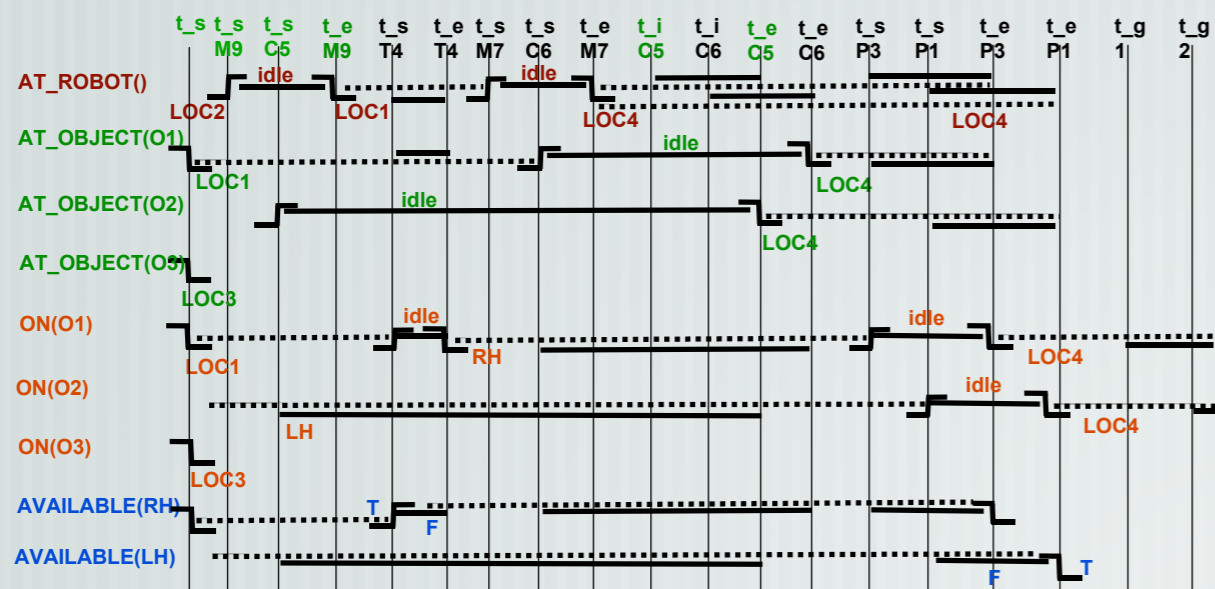 t_s t_s t_s t_e t_s t_e t_s t_s t_e t_i t_i t_e t_e t_s t_s t_e t_e t_g t_g
M9 C5 M9 T4 T4 M7 C6 M7 C5 C6 C5 C6 P3 P1 P3 P1 1 2
AT_ROBOT() idle idle
LOC2 LOC1 LOC4 LOC4
AT_OBJECT(O1) idle
LOC1 LOC4
AT_OBJECT(O2) idle
LOC4
AT_OBJECT(O3)
LOC3
ON(O1) idle idle
LOC1 RH LOC4
ON(O2) idle
LH LOC4
ON(O3)
LOC3
AVAILABLE(RH) T
F
AVAILABLE(LH) T
F